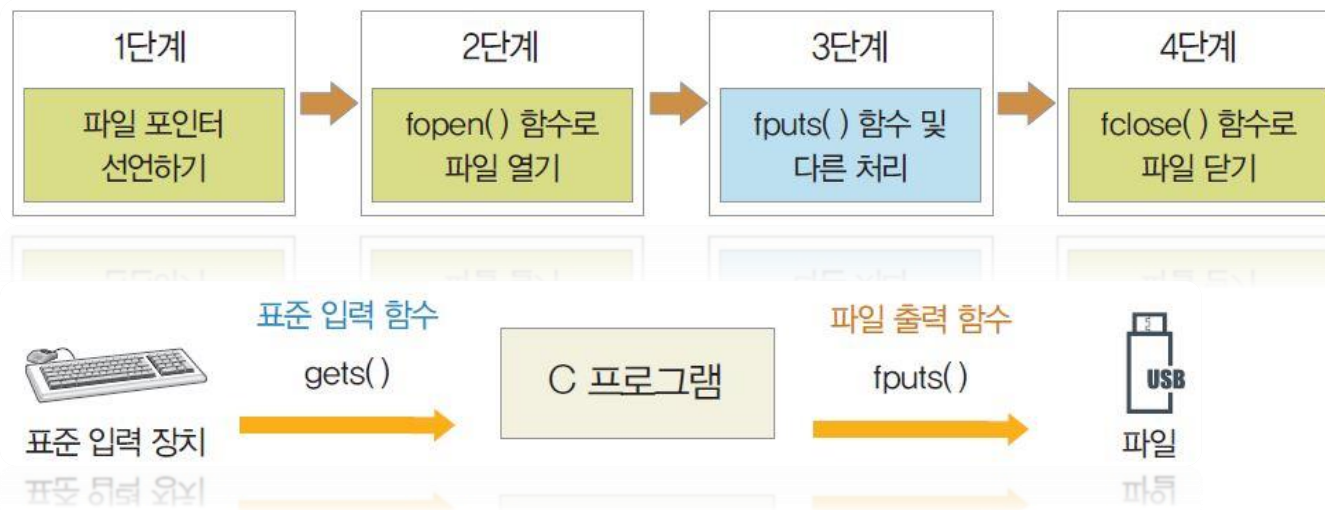 1단계
파일 포인터
선언하기
2단계
fopen( ) 함수로
파일 열기
3단계
fputs( ) 함수 및
다른 처리
4단계
fclose( ) 함수로
파일 닫기
표준 입력 장치
표준 입력 함수
gets( )
C 프로그램
파일 출력 함수
fputs( )
USB
파일